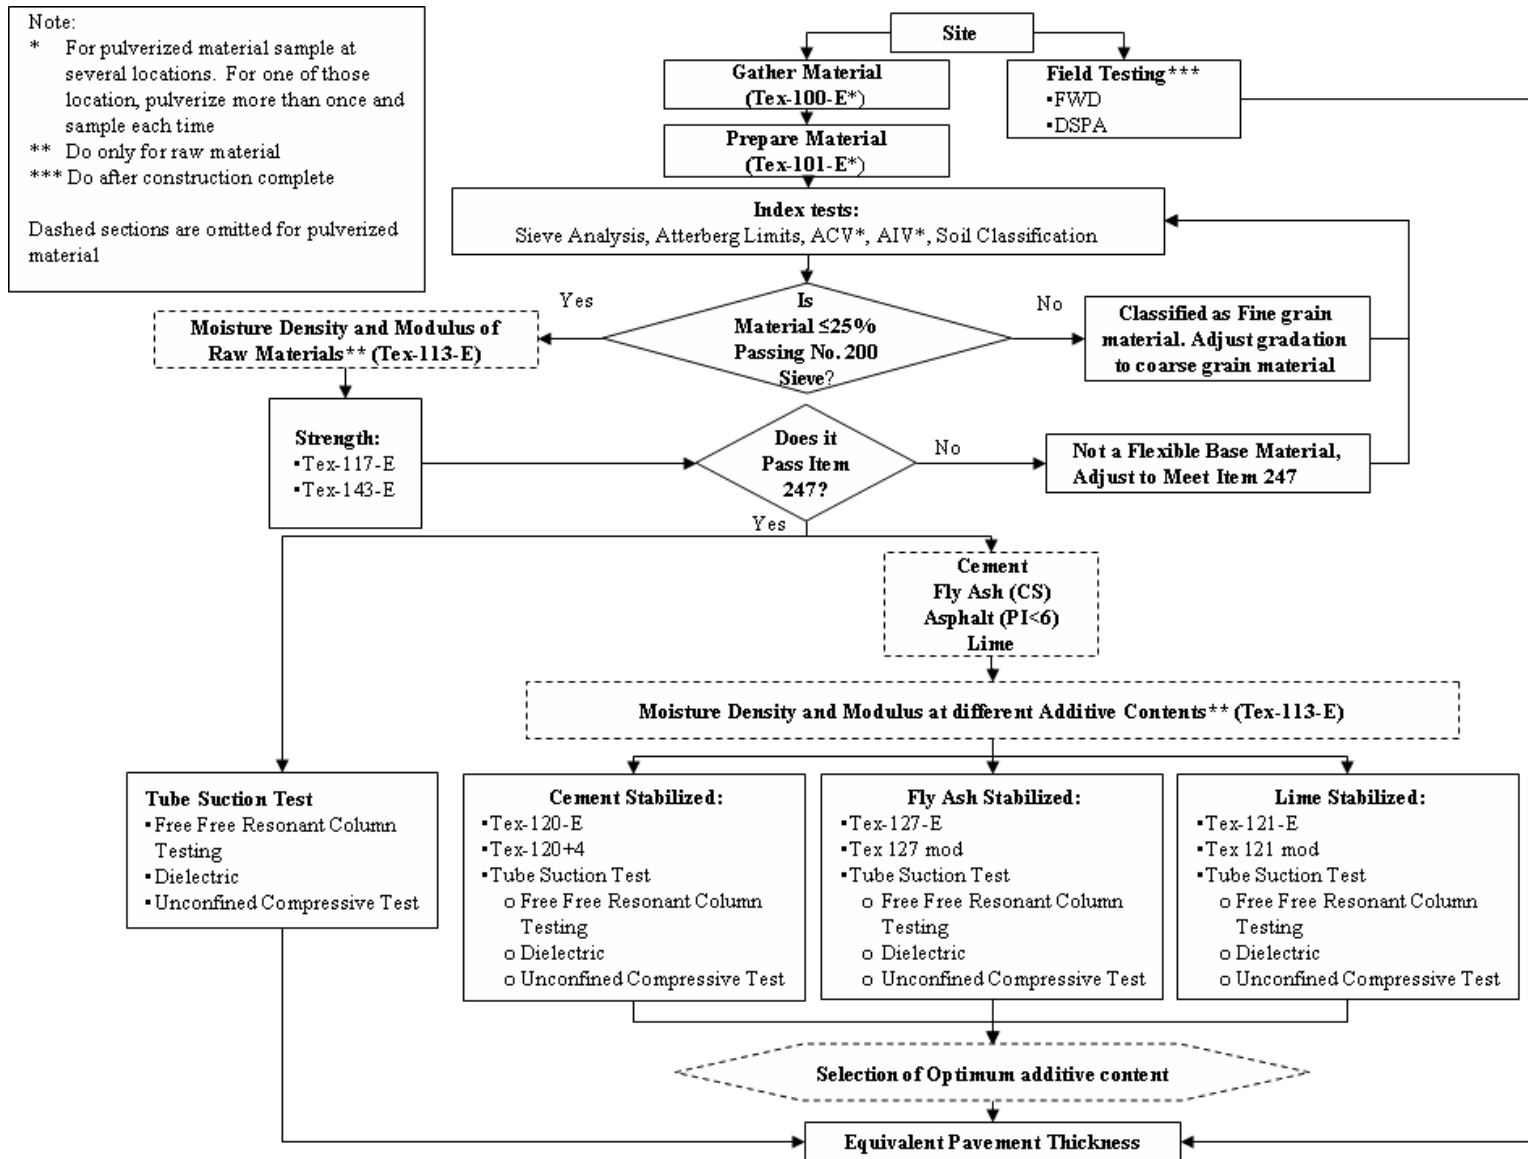 Note:
* For pulverized material sample at
several locations. For one of those
location, pulverize more than once and
sample each time
** Do only for raw material
*** Do after construction complete
Dashed sections are omitted for pulverized
material
Site
Gather Material
(Tex-100-E*)
Field Testing***
▪FWD
▪DSPA
Prepare Material
(Tex-101-E*)
Index tests:
Sieve Analysis, Atterberg Limits, ACV*, AIV*, Soil Classification
Is
Material ≤25%
Passing No. 200
Sieve?
Yes
No
Moisture Density and Modulus of
Raw Materials** (Tex-113-E)
Classified as Fine grain
material. Adjust gradation
to coarse grain material
Strength:
▪Tex-117-E
▪Tex-143-E
Does it
Pass Item
247?
No
Not a Flexible Base Material,
Adjust to Meet Item 247
Yes
Cement
Fly Ash (CS)
Asphalt (PI<6)
Lime
Moisture Density and Modulus at different Additive Contents** (Tex-113-E)
Tube Suction Test
▪Free Free Resonant Column
Testing
▪Dielectric
▪Unconfined Compressive Test
Cement Stabilized:
▪Tex-120-E
▪Tex-120+4
▪Tube Suction Test
o Free Free Resonant Column
Testing
o Dielectric
o Unconfined Compressive Test
Fly Ash Stabilized:
▪Tex-127-E
▪Tex 127 mod
▪Tube Suction Test
o Free Free Resonant Column
Testing
o Dielectric
o Unconfined Compressive Test
Lime Stabilized:
▪Tex-121-E
▪Tex 121 mod
▪Tube Suction Test
o Free Free Resonant Column
Testing
o Dielectric
o Unconfined Compressive Test
Selection of Optimum additive content
Equivalent Pavement Thickness